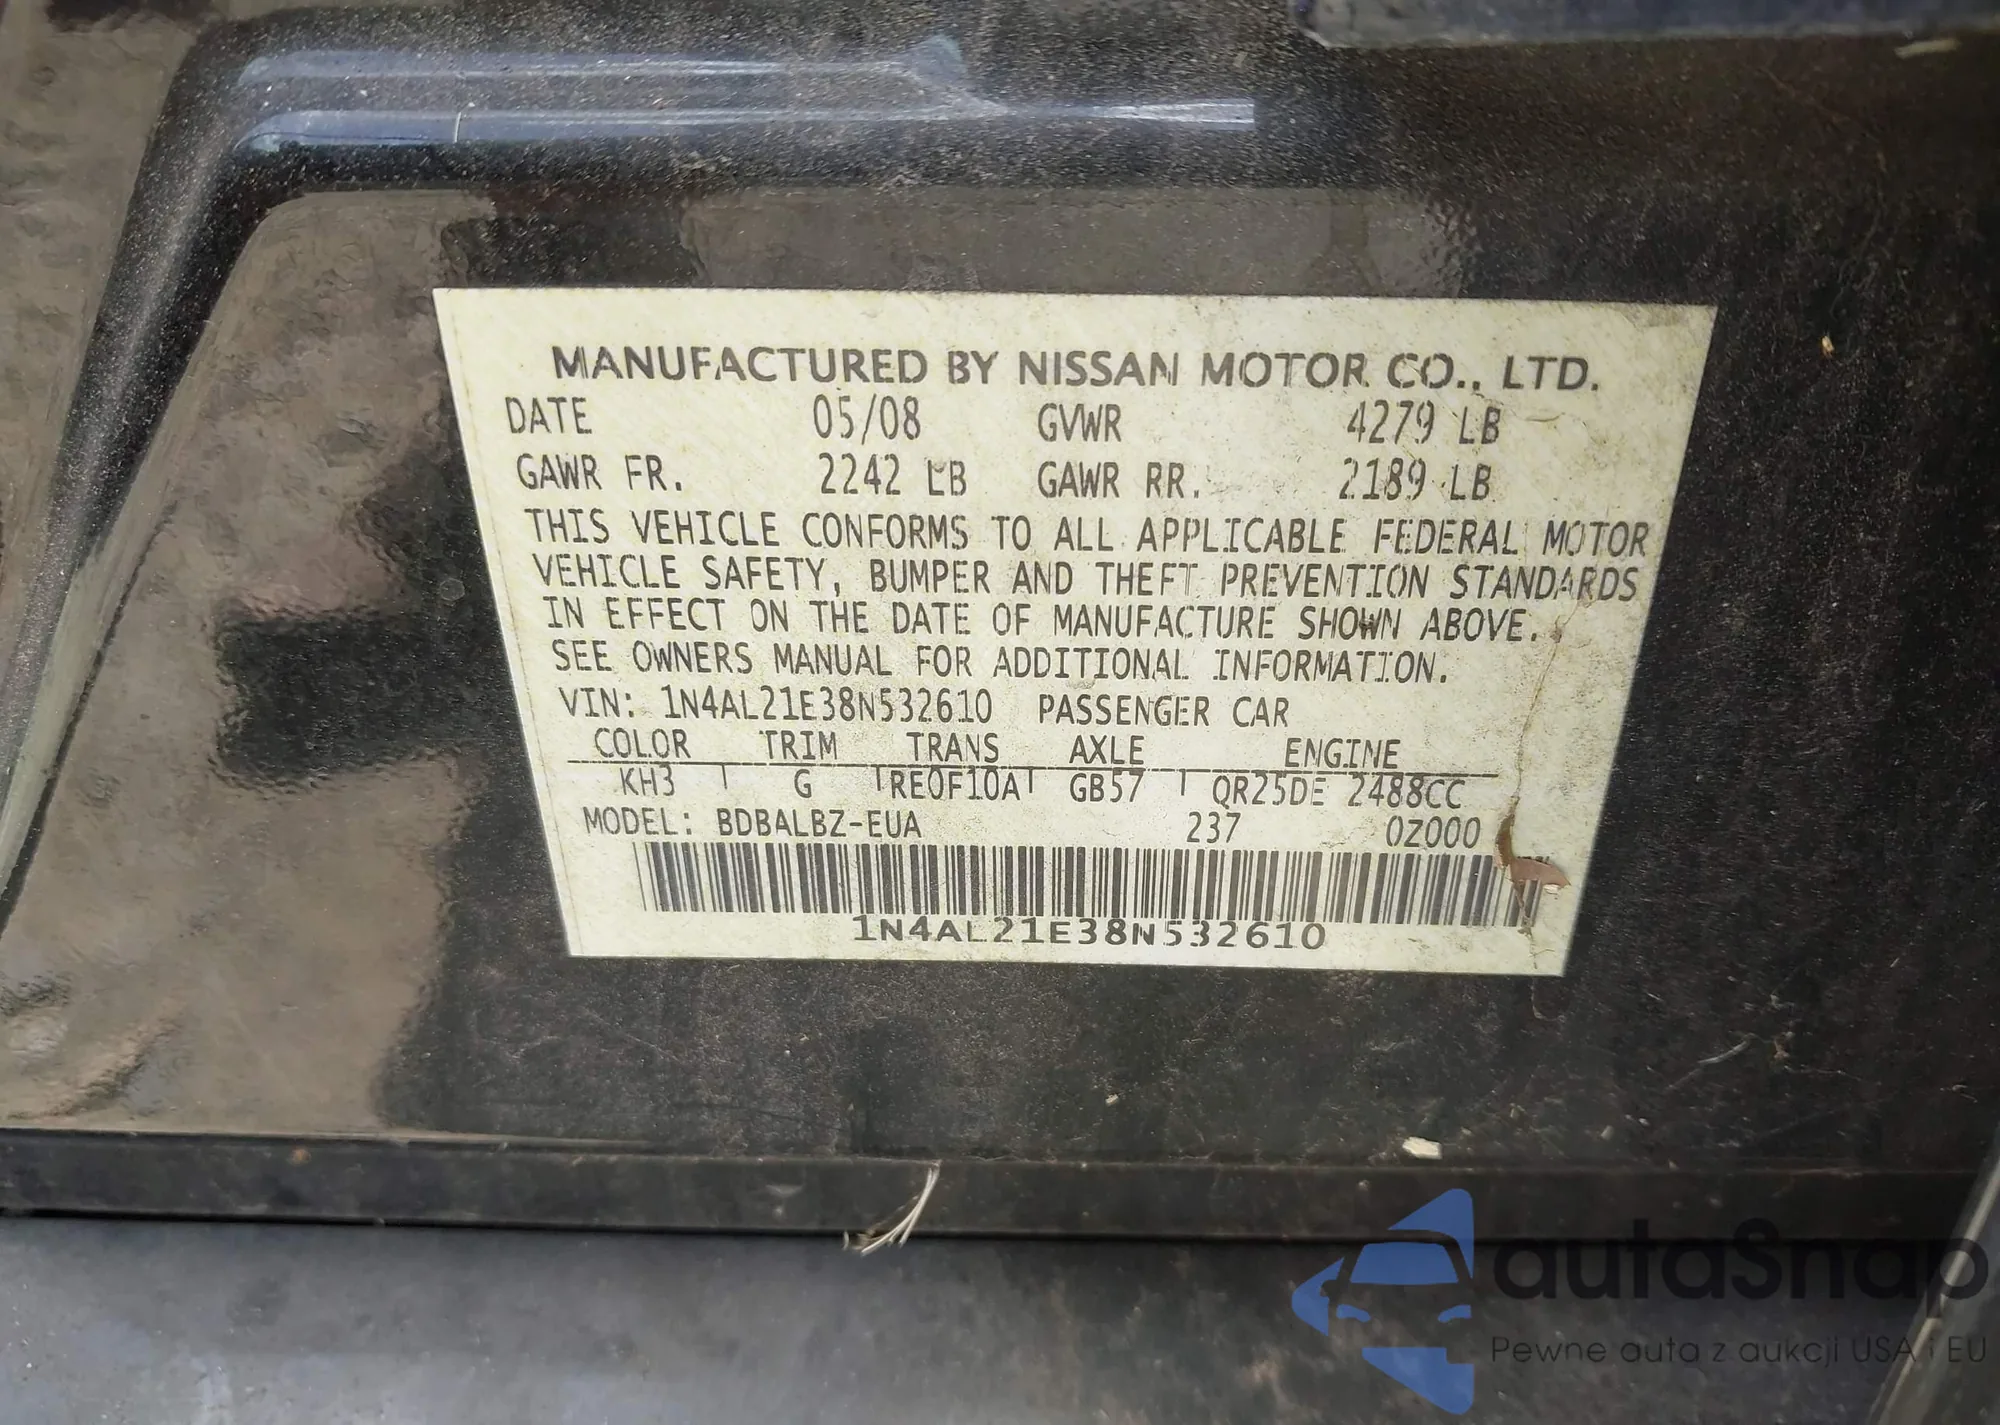 MANUFACTURED BY NISSAN MOTOR CO., LTD.
DATE 05/08 GVWR 4279 LB
GAWR FR. 2242 LB GAWR RR. 2189 LB
THIS VEHICLE CONFORMS TO ALL APPLICABLE FEDERAL MOTOR
VEHICLE SAFETY, BUMPER AND THEFT PREVENTION STANDARDS
IN EFFECT ON THE DATE OF MANUFACTURE SHOWN ABOVE.
SEE OWNERS MANUAL FOR ADDITIONAL INFORMATION.
VIN: 1N4AL21E38N532610 PASSENGER CAR
COLOR TRIM TRANS AXLE ENGINE
KH3 G RE0F10A GB57 QR25DE 2488CC
MODEL: BDBALBZ-EUA 237 0Z000
1N4AL21E38N532610
autaSnap
Pewne auta z aukcji USA i EU